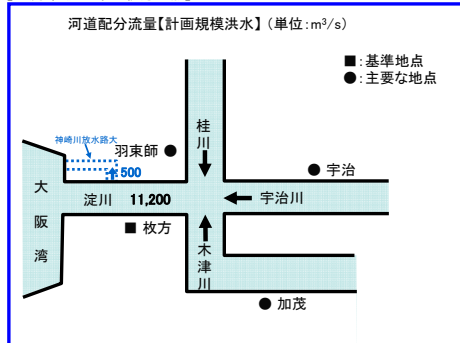 河道配分流量【計画規模洪水】（単位：m³/s）
■：基準地点
●：主要な地点
神崎川放水路大
羽束師 ●
桂川
500
● 宇治
大阪湾
淀川 11,200
宇治川
■ 枚方
木津川
● 加茂